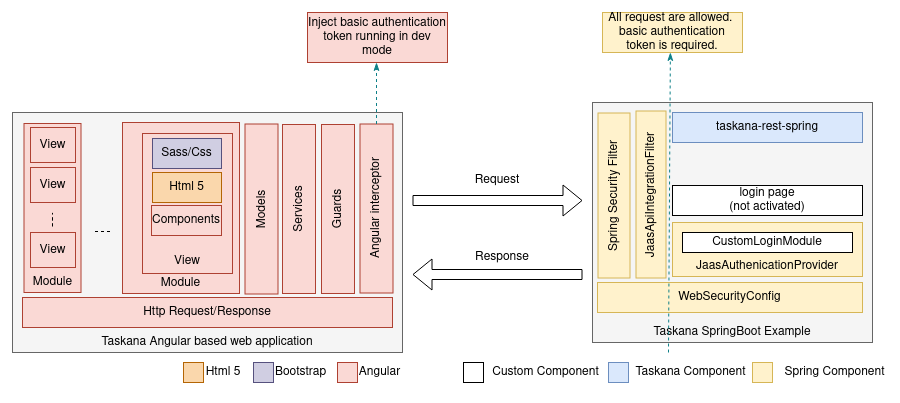 Inject basic authentication
token running in dev
mode
All request are allowed.
basic authentication
token is required.
View
View
View
Module
Sass/Css
Html 5
Components
View
Module
Models
Services
Guards
Angular interceptor
Http Request/Response
Taskana Angular based web application
Request
Response
Spring Security Filter
JaasApiIntegrationFilter
taskana-rest-spring
login page
(not activated)
CustomLoginModule
JaasAuthenicationProvider
WebSecurityConfig
Taskana SpringBoot Example
Html 5
Bootstrap
Angular
Custom Component
Taskana Component
Spring Component